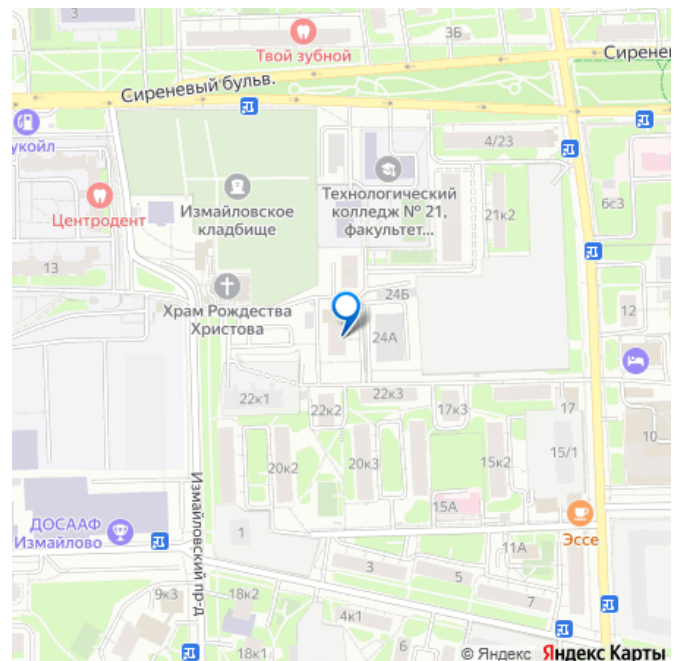 3
3Б
Твой зубной
Сирене
Сиреневый бульв.
укойл
4/23
Технологический
колледж № 21,
факультет...
Измайловское
кладбище
Центродент
21к2
6с3
13
Храм Рождества
Христова
24Б
12
24А
22к1
22к2
22к3
17к3
17
10
15/1
20к2
20к3
15к2
15А
ДОСААФ
Измайлово
Измайловский пр-д
1
Эссе
11А
3
5
7
9к3
18к2
4к1
6
18к1
© Яндекс Яндекс Карты